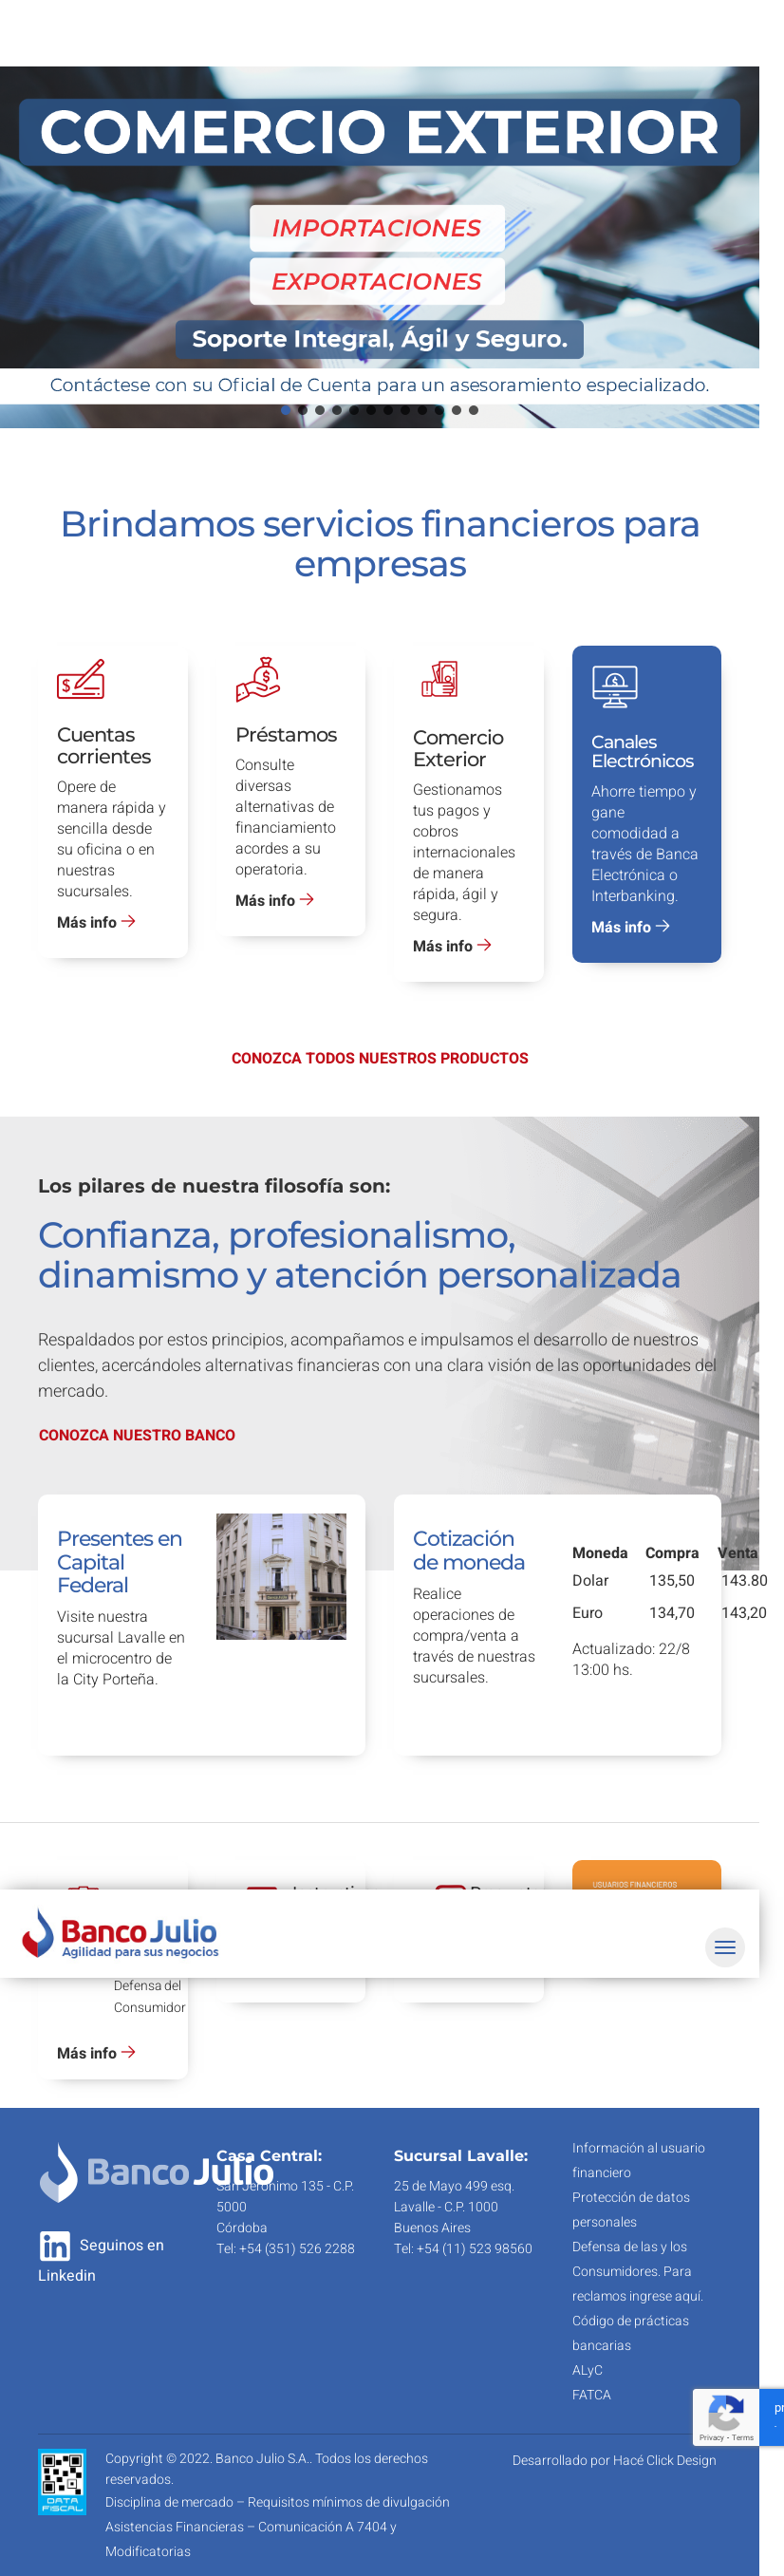 COMERCIO EXTERIOR
IMPORTACIONES
EXPORTACIONES
Soporte Integral, Ágil y Seguro.
Contáctese con su Oficial de Cuenta para un asesoramiento especializado.
Brindamos servicios financieros para
empresas
Cuentas
corrientes
Opere de
manera rápida y
sencilla desde
su oficina o en
nuestras
sucursales.
Más info
Préstamos
Consulte
diversas
alternativas de
financiamiento
acordes a su
operatoria.
Más info
Comercio
Exterior
Gestionamos
tus pagos y
cobros
internacionales
de manera
rápida, ágil y
segura.
Más info
Canales
Electrónicos
Ahorre tiempo y
gane
comodidad a
través de Banca
Electrónica o
Interbanking.
Más info
CONOZCA TODOS NUESTROS PRODUCTOS
Los pilares de nuestra filosofía son:
Confianza, profesionalismo,
dinamismo y atención personalizada
Respaldados por estos principios, acompañamos e impulsamos el desarrollo de nuestros
clientes, acercándoles alternativas financieras con una clara visión de las oportunidades del
mercado.
CONOZCA NUESTRO BANCO
Presentes en
Capital
Federal
Visite nuestra
sucursal Lavalle en
el microcentro de
la City Porteña.
Cotización
de moneda
Realice
operaciones de
compra/venta a
través de nuestras
sucursales.
Moneda Compra Venta
Dolar 135,50 143.80
Euro 134,70 143,20
Actualizado: 22/8
13:00 hs.
USUARIOS FINANCIEROS
Banco Julio
Agilidad para sus negocios
Defensa del
Consumidor
Más info
Banco Julio
Seguinos en
Linkedin
Casa Central:
San Jerónimo 135 - C.P.
5000
Córdoba
Tel: +54 (351) 526 2288
Sucursal Lavalle:
25 de Mayo 499 esq.
Lavalle - C.P. 1000
Buenos Aires
Tel: +54 (11) 523 98560
Información al usuario
financiero
Protección de datos
personales
Defensa de las y los
Consumidores. Para
reclamos ingrese aquí.
Código de prácticas
bancarias
ALyC
FATCA
Privacy - Terms
DATA
FISCAL
Copyright © 2022. Banco Julio S.A.. Todos los derechos
reservados.
Disciplina de mercado – Requisitos mínimos de divulgación
Asistencias Financieras – Comunicación A 7404 y
Modificatorias
Desarrollado por Hacé Click Design